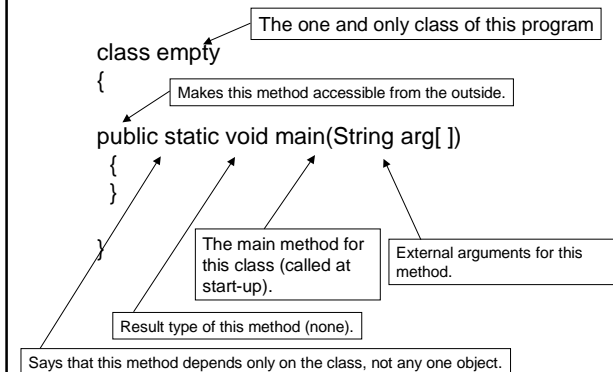 The one and only class of this program
class empty
{
Makes this method accessible from the outside.
public static void main(String arg[ ])
{
}
}
The main method for
this class (called at
start-up).
External arguments for this
method.
Result type of this method (none).
Says that this method depends only on the class, not any one object.